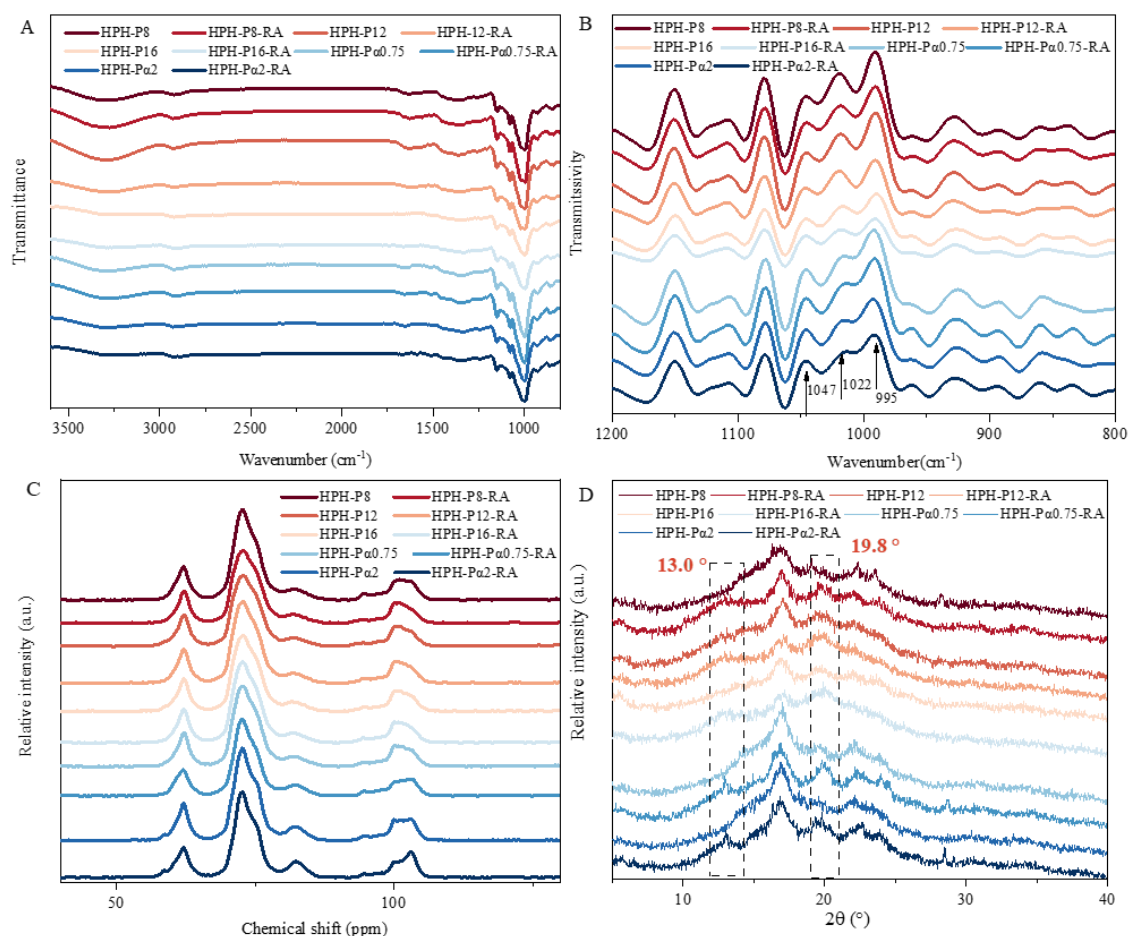 A
HPH-P8 HPH-P8-RA HPH-P12 HPH-12-RA
HPH-P16 HPH-P16-RA HPH-Pα0.75 HPH-Pα0.75-RA
HPH-Pα2 HPH-Pα2-RA
Transmittance
3500 3000 2500 2000 1500 1000
Wavenumber (cm-1)
B
HPH-P8 HPH-P8-RA HPH-P12 HPH-P12-RA
HPH-P16 HPH-P16-RA HPH-Pα0.75 HPH-Pα0.75-RA
HPH-Pα2 HPH-Pα2-RA
Transmitssivity
1047 1022 995
1200 1100 1000 900 800
Wavenumber(cm-1)
C
HPH-P8 HPH-P8-RA
HPH-P12 HPH-P12-RA
HPH-P16 HPH-P16-RA
HPH-Pα0.75 HPH-Pα0.75-RA
HPH-Pα2 HPH-Pα2-RA
Relative intensity (a.u.)
50 75 100
Chemical shift (ppm)
D
HPH-P8 HPH-P8-RA HPH-P12 HPH-P12-RA
HPH-P16 HPH-P16-RA HPH-Pα0.75 HPH-Pα0.75-RA
HPH-Pα2 HPH-Pα2-RA
13.0 ° 19.8 °
Relative intensity (a.u.)
10 20 30 40
2θ (°)